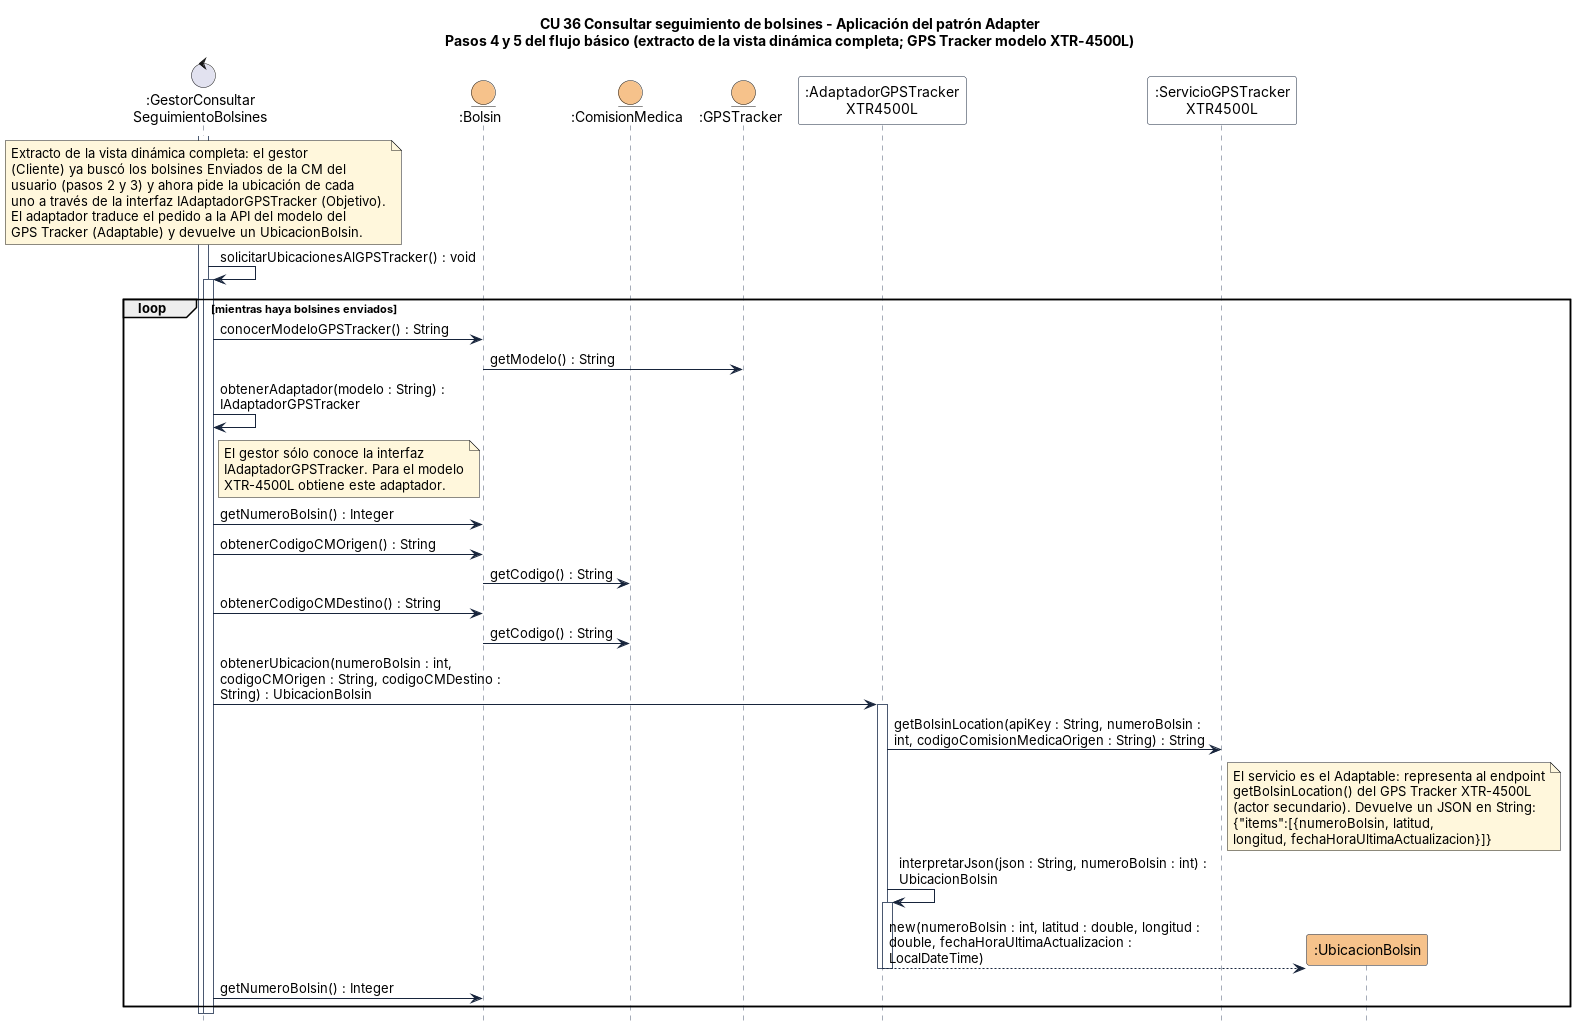 CU 36 Consultar seguimiento de bolsines - Aplicación del patrón Adapter
Pasos 4 y 5 del flujo básico (extracto de la vista dinámica completa; GPS Tracker modelo XTR-4500L)
:GestorConsultar
SeguimientoBolsines
:Bolsin
:ComisionMedica
:GPSTracker
:AdaptadorGPSTracker
XTR4500L
:ServicioGPSTracker
XTR4500L
Extracto de la vista dinámica completa: el gestor
(Cliente) ya buscó los bolsines Enviados de la CM del
usuario (pasos 2 y 3) y ahora pide la ubicación de cada
uno a través de la interfaz IAdaptadorGPSTracker (Objetivo).
El adaptador traduce el pedido a la API del modelo del
GPS Tracker (Adaptable) y devuelve un UbicacionBolsin.
solicitarUbicacionesAlGPSTracker() : void
loop
[mientras haya bolsines enviados]
conocerModeloGPSTracker() : String
getModelo() : String
obtenerAdaptador(modelo : String) :
IAdaptadorGPSTracker
El gestor sólo conoce la interfaz
IAdaptadorGPSTracker. Para el modelo
XTR-4500L obtiene este adaptador.
getNumeroBolsin() : Integer
obtenerCodigoCMOrigen() : String
getCodigo() : String
obtenerCodigoCMDestino() : String
getCodigo() : String
obtenerUbicacion(numeroBolsin : int,
codigoCMOrigen : String, codigoCMDestino :
String) : UbicacionBolsin
getBolsinLocation(apiKey : String, numeroBolsin :
int, codigoComisionMedicaOrigen : String) : String
El servicio es el Adaptable: representa al endpoint
getBolsinLocation() del GPS Tracker XTR-4500L
(actor secundario). Devuelve un JSON en String:
{"items":[{numeroBolsin, latitud,
longitud, fechaHoraUltimaActualizacion}]}
interpretarJson(json : String, numeroBolsin : int) :
UbicacionBolsin
new(numeroBolsin : int, latitud : double, longitud :
double, fechaHoraUltimaActualizacion :
LocalDateTime)
:UbicacionBolsin
getNumeroBolsin() : Integer